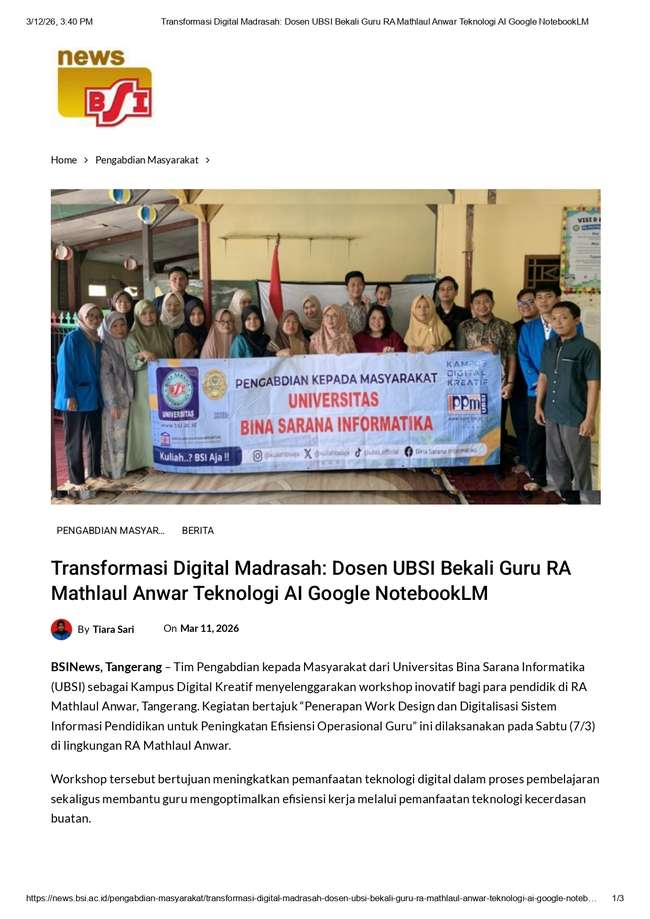 3/12/26, 3:40 PM
Transformasi Digital Madrasah: Dosen UBSI Bekali Guru RA Mathlaul Anwar Teknologi AI Google NotebookLM
news
BSI
Home > Pengabdian Masyarakat >
VISI &
PENGABDIAN KEPADA MASYARAKAT
UNIVERSITAS
BINA SARANA INFORMATIKA
KAMPUS
DIGITAL
KREATIF
PPM
UNIVERSITAS
www.bsi.ac.id
Kuliah..? BSI Aja !!
Bina Sarana Informatika
PENGABDIAN MASYAR...
BERITA
Transformasi Digital Madrasah: Dosen UBSI Bekali Guru RA
Mathlaul Anwar Teknologi AI Google NotebookLM
By Tiara Sari
On Mar 11, 2026
BSINews, Tangerang – Tim Pengabdian kepada Masyarakat dari Universitas Bina Sarana Informatika
(UBSI) sebagai Kampus Digital Kreatif menyelenggarakan workshop inovatif bagi para pendidik di RA
Mathlaul Anwar, Tangerang. Kegiatan bertajuk “Penerapan Work Design dan Digitalisasi Sistem
Informasi Pendidikan untuk Peningkatan Efisiensi Operasional Guru” ini dilaksanakan pada Sabtu (7/3)
di lingkungan RA Mathlaul Anwar.
Workshop tersebut bertujuan meningkatkan pemanfaatan teknologi digital dalam proses pembelajaran
sekaligus membantu guru mengoptimalkan efisiensi kerja melalui pemanfaatan teknologi kecerdasan
buatan.
https://news.bsi.ac.id/pengabdian-masyarakat/transformasi-digital-madrasah-dosen-ubsi-bekali-guru-ra-mathlaul-anwar-teknologi-ai-google-noteb...
1/3